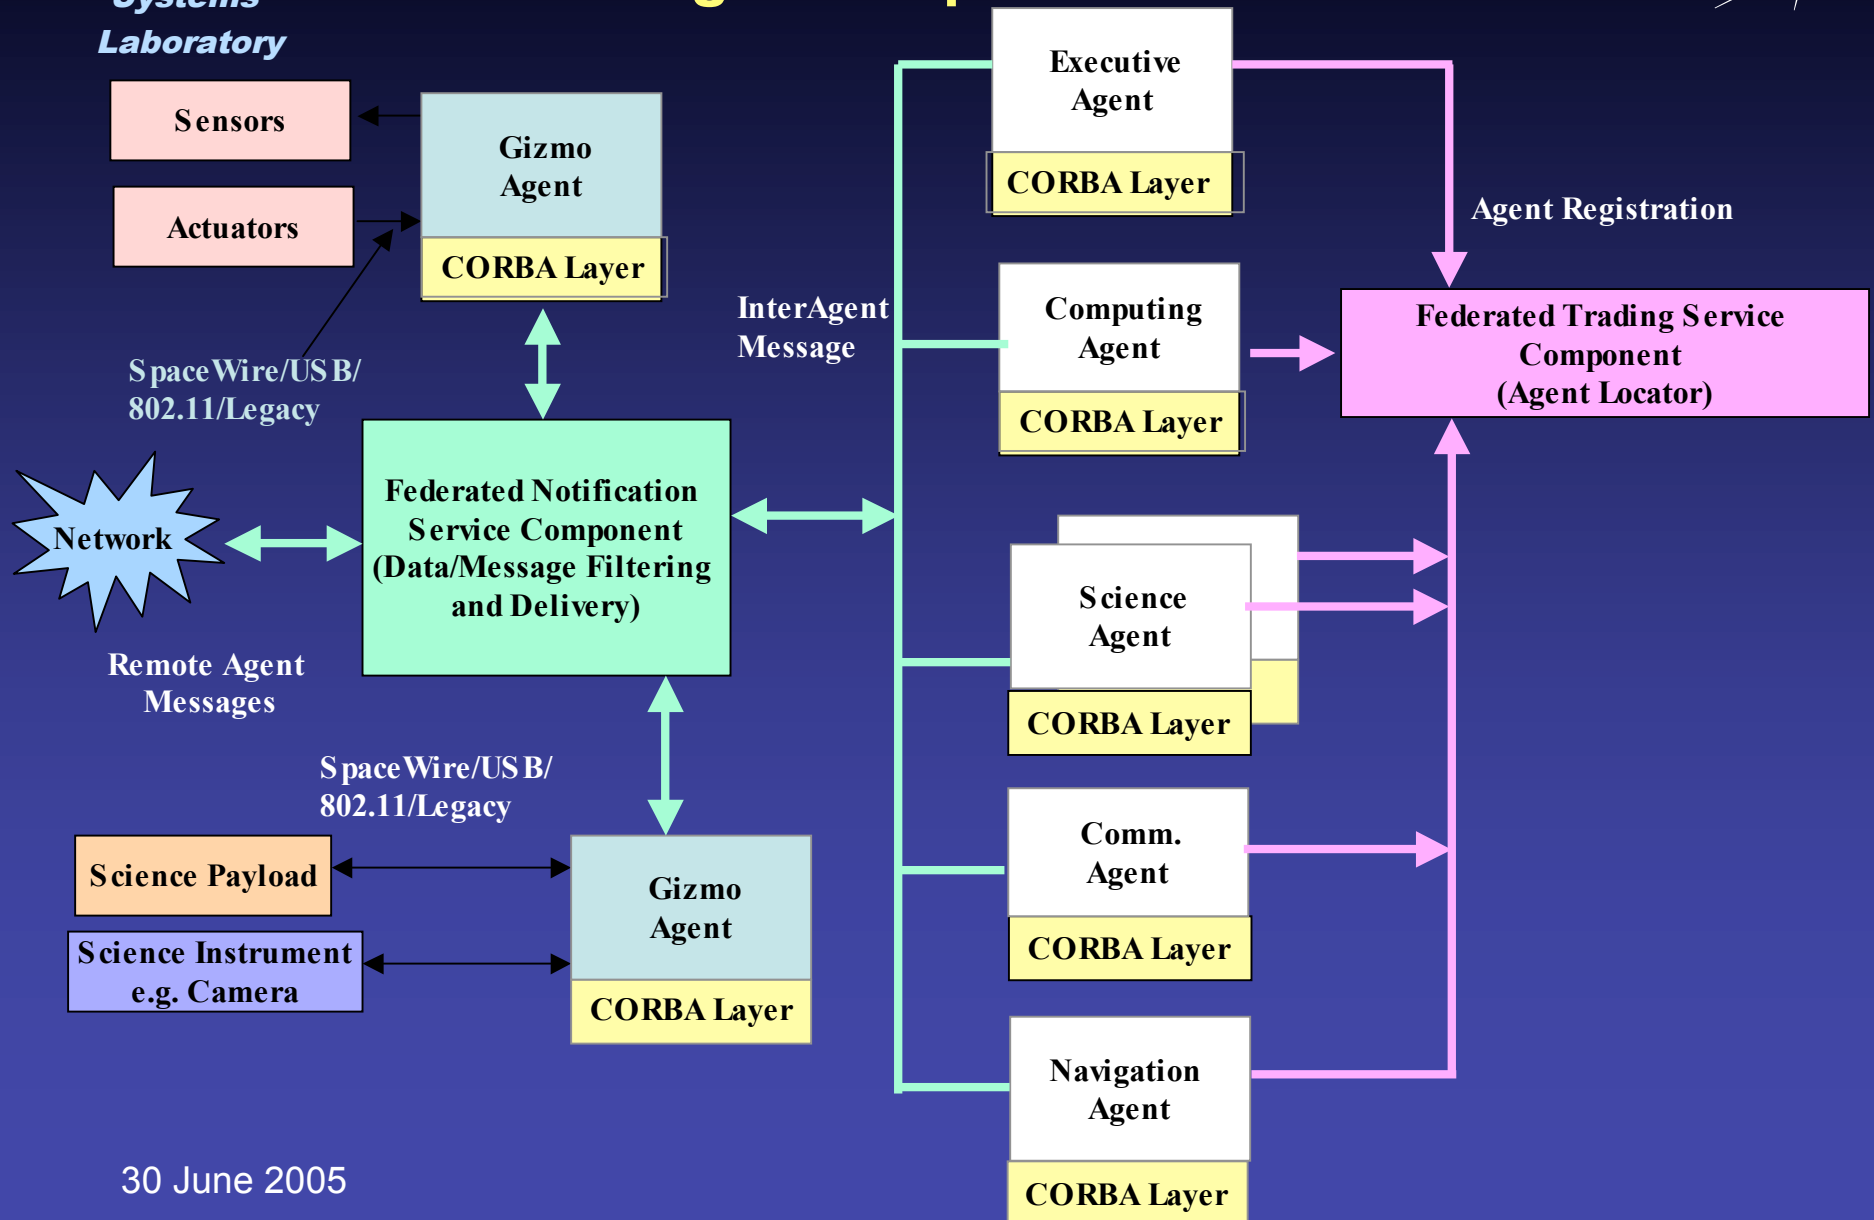 Systems
Laboratory
Sensors
Actuators
Gizmo
Agent
CORBA Layer
SpaceWire/USB/
802.11/Legacy
Network
Remote Agent
Messages
Federated Notification
Service Component
(Data/Message Filtering
and Delivery)
SpaceWire/USB/
802.11/Legacy
Science Payload
Science Instrument
e.g. Camera
Gizmo
Agent
CORBA Layer
InterAgent
Message
Executive
Agent
CORBA Layer
Computing
Agent
CORBA Layer
Science
Agent
CORBA Layer
Comm.
Agent
CORBA Layer
Navigation
Agent
CORBA Layer
Agent Registration
Federated Trading Service
Component
(Agent Locator)
30 June 2005